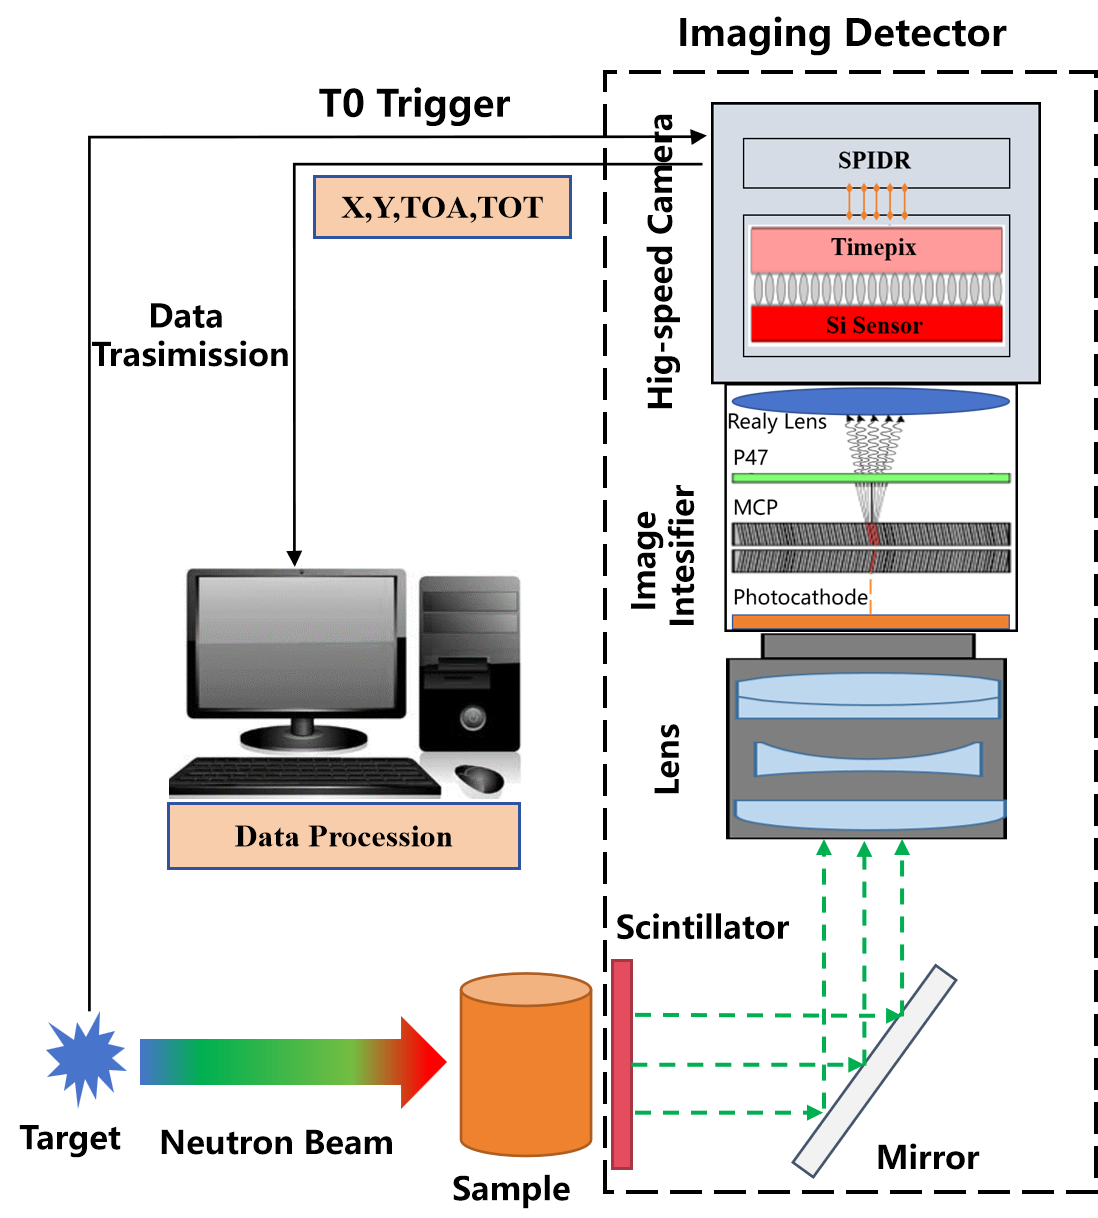 Imaging Detector
T0 Trigger
X,Y,TOA,TOT
Data
Trasimission
Hig-speed Camera
SPIDR
Timepix
Si Sensor
Realy Lens
P47
MCP
Photocathode
Image
Intesifier
Lens
Data Procession
Scintillator
Target
Neutron Beam
Sample
Mirror